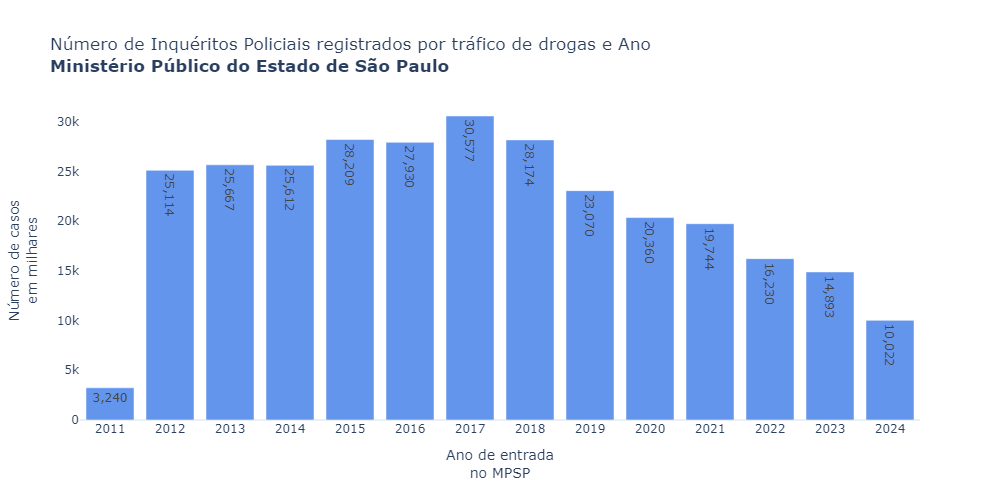 Número de Inquéritos Policiais registrados por tráfico de drogas e Ano
Ministério Público do Estado de São Paulo
Número de casos
em milhares
30k
25k
20k
15k
10k
5k
0
3,240
25,114
25,667
25,612
28,209
27,930
30,577
28,174
23,070
20,360
19,744
16,230
14,893
10,022
2011
2012
2013
2014
2015
2016
2017
2018
2019
2020
2021
2022
2023
2024
Ano de entrada
no MPSP